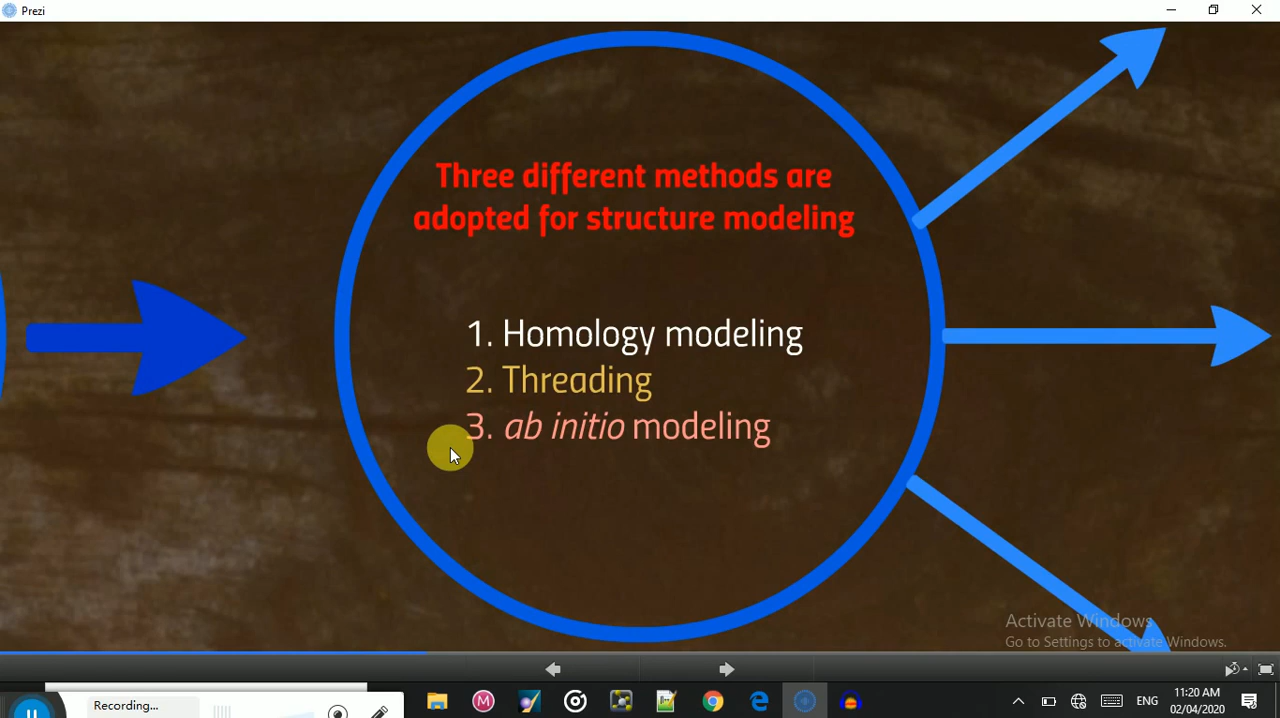 Prezi
Three different methods are
adopted for structure modeling
1. Homology modeling
2. Threading
3. ab initio modeling
Activate Windows
Go to Settings to activate Windows.
Recording...
ENG
11:20 AM
02/04/2020